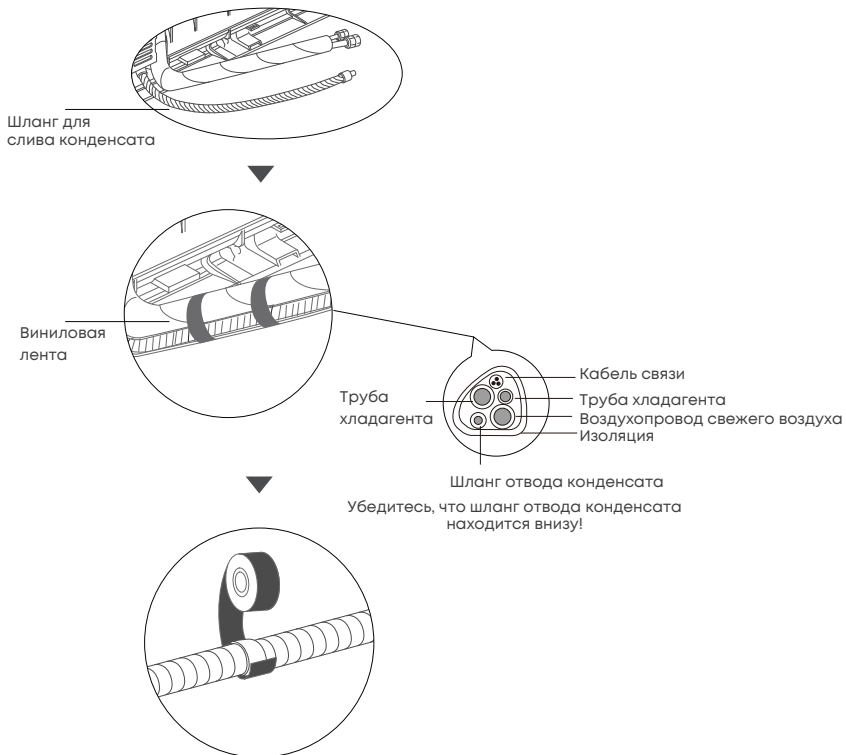 Шланг для
слива конденсата
Виниловая
лента
Труба
хладагента
Кабель связи
Труба хладагента
Воздухопровод свежего воздуха
Изоляция
Шланг отвода конденсата
Убедитесь, что шланг отвода конденсата
находится внизу!